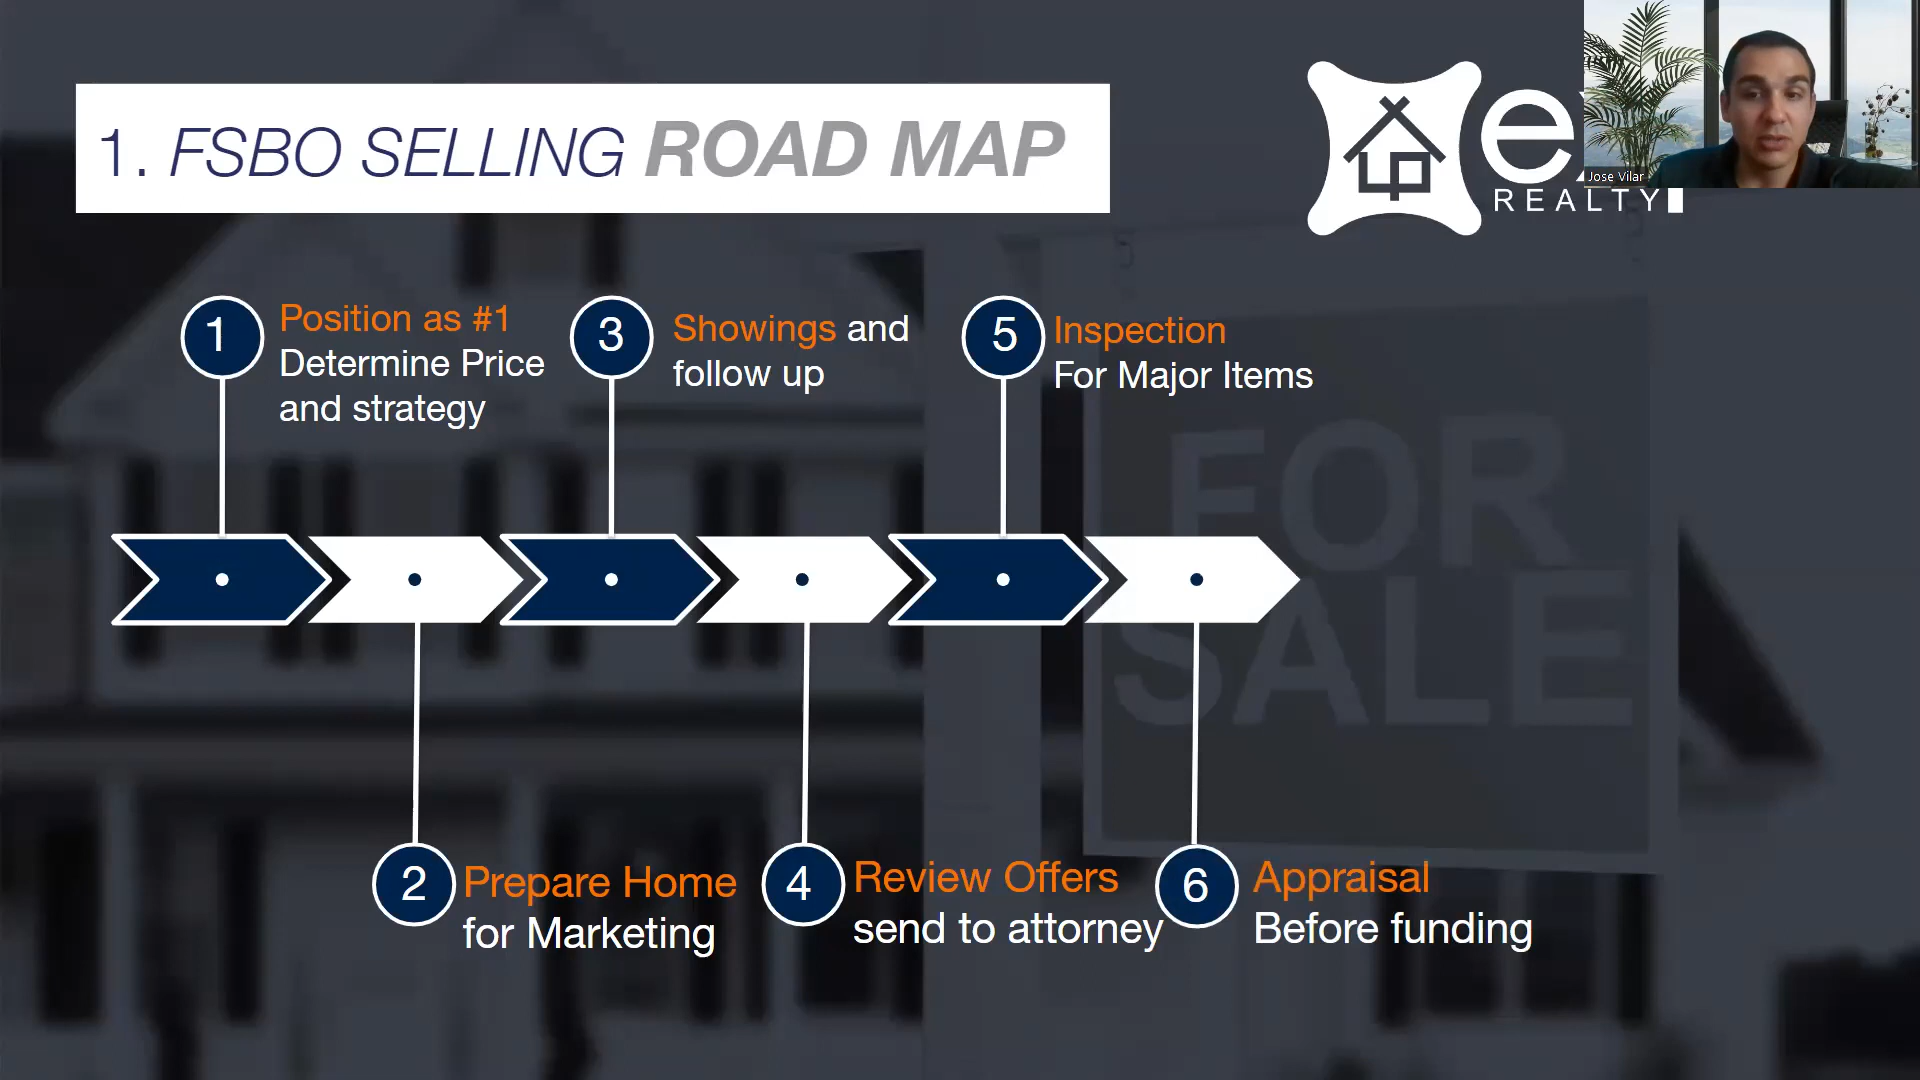 1. FSBO SELLING ROAD MAP
e
REALTY
Jose Vilar
1
Position as #1
Determine Price
and strategy
3
Showings and
follow up
5
Inspection
For Major Items
FOR
SALE
2
Prepare Home
for Marketing
4
Review Offers
send to attorney
6
Appraisal
Before funding